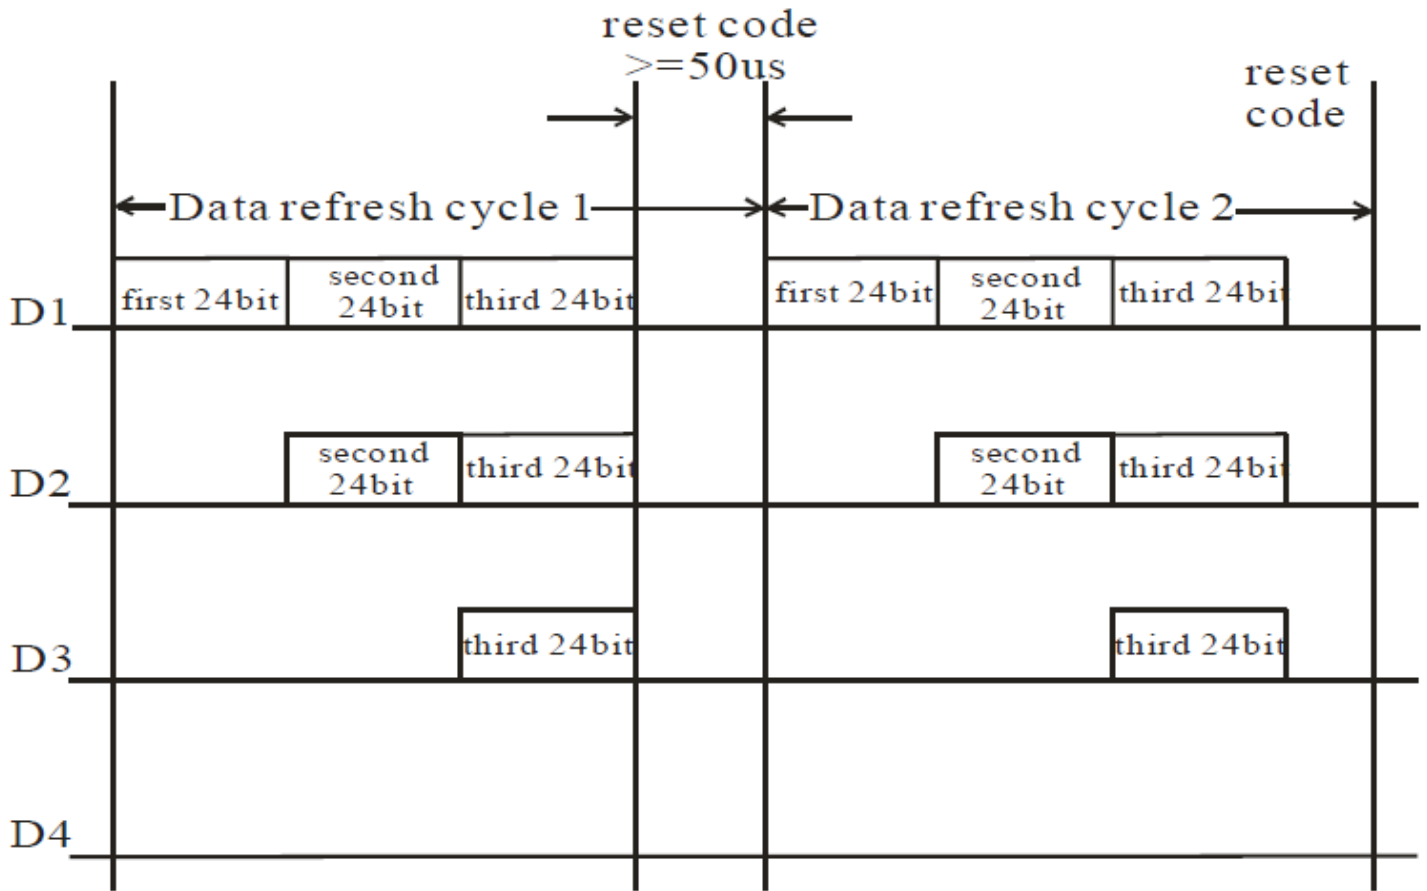 reset code
>=50us
reset
code
Data refresh cycle 1
Data refresh cycle 2
D1
first 24bit
second
24bit
third 24bit
first 24bit
second
24bit
third 24bit
D2
second
24bit
third 24bit
second
24bit
third 24bit
D3
third 24bit
third 24bit
D4